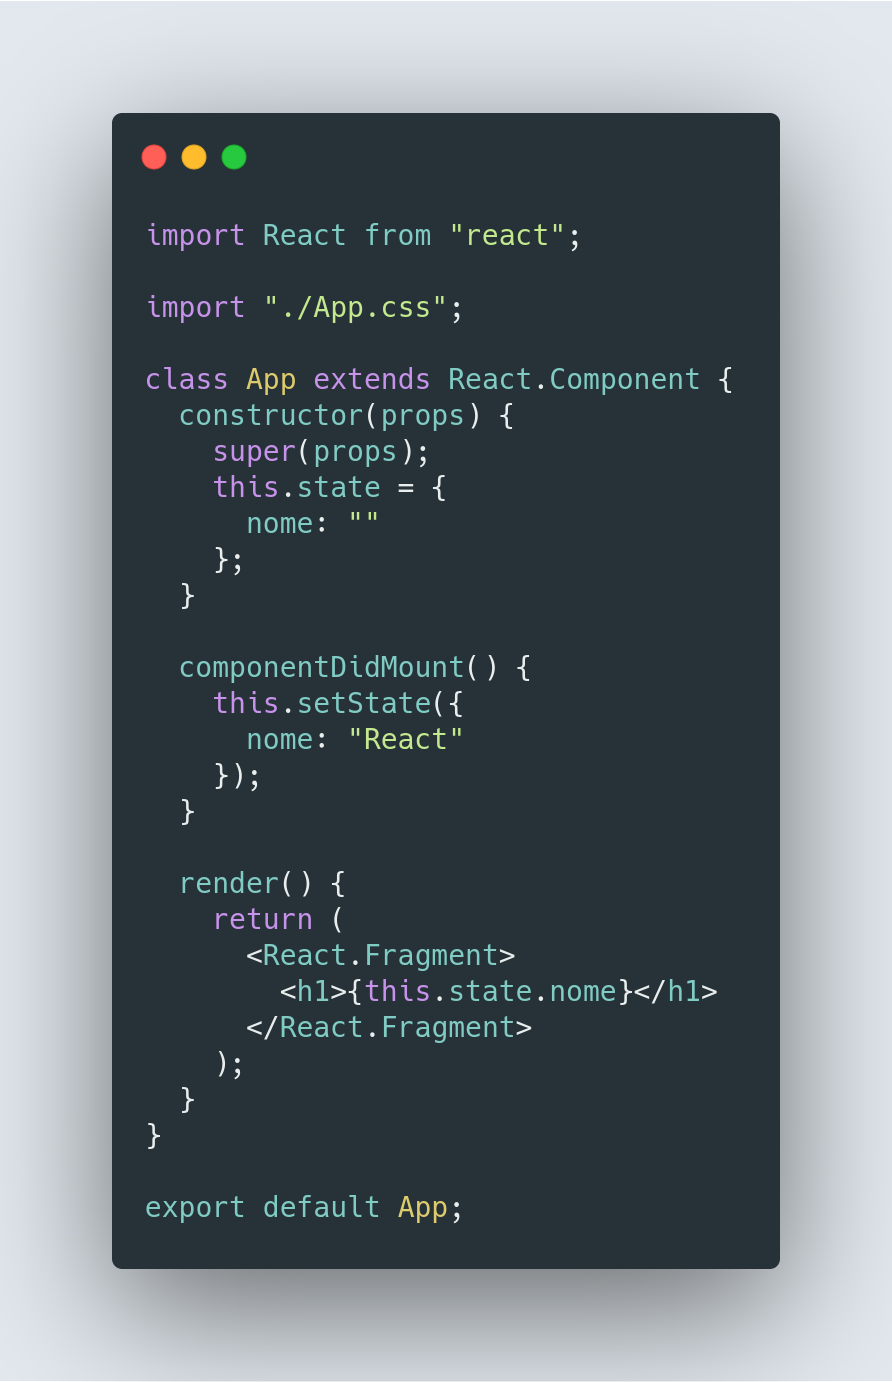 import React from "react";

import "./App.css";

class App extends React.Component {
  constructor(props) {
    super(props);
    this.state = {
      nome: ""
    };
  }

  componentDidMount() {
    this.setState({
      nome: "React"
    });
  }

  render() {
    return (
      <React.Fragment>
        <h1>{this.state.nome}</h1>
      </React.Fragment>
    );
  }
}

export default App;